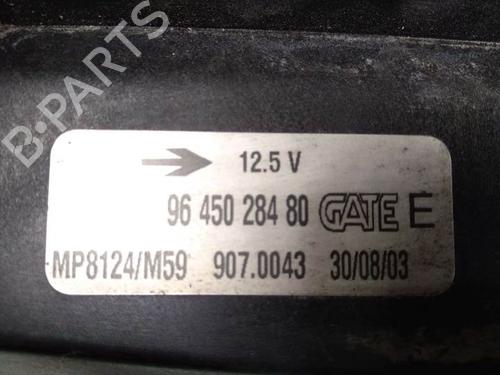 B-PARTS
12.5 V
96 450 284 80 GATE E
MP8124/M59 907.0043 30/08/03